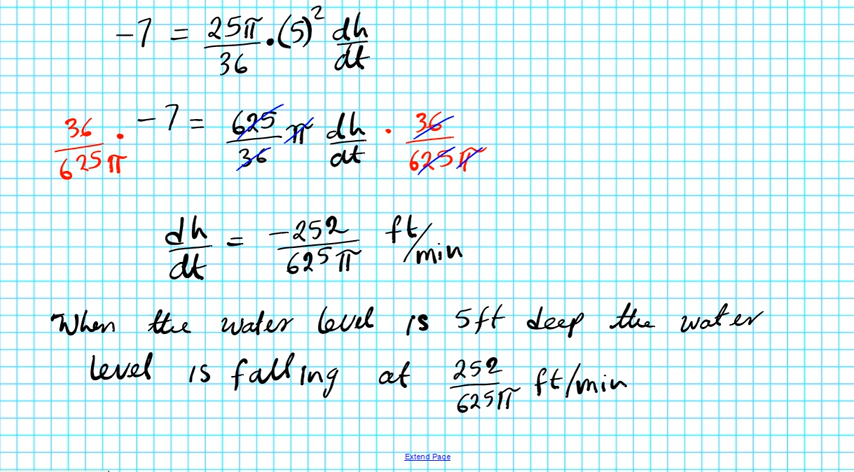 -7 = 25π/36 • (5)² dh/dt
36/625π • -7 = 625/36 π dh/dt • 36/625π
dh/dt = -252/625π ft/min
When the water level is 5ft deep the water
level is falling at 252/625π ft/min
Extend Page